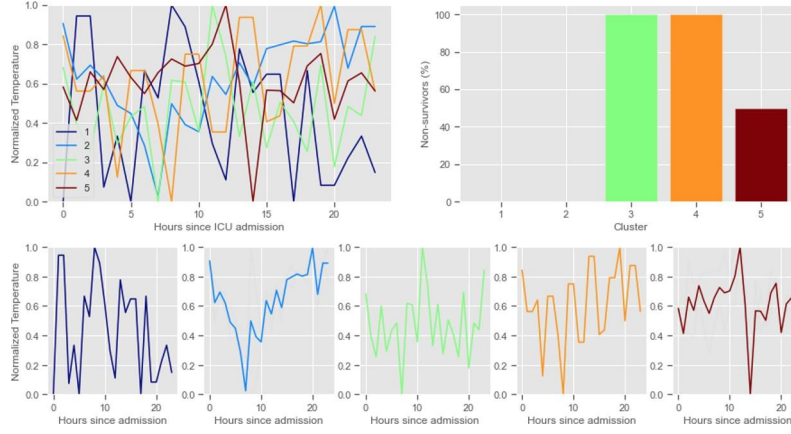 1.0
0.8
0.6
0.4
0.2
0.0
Normalized Temperature
1
2
3
4
5
0 5 10 15 20
Hours since ICU admission
100
80
60
40
20
0
Non-survivors (%)
1 2 3 4 5
Cluster
1.0
0.8
0.6
0.4
0.2
0.0
Normalized Temperature
0 10 20
Hours since admission
1.0
0.8
0.6
0.4
0.2
0.0
0 10 20
Hours since admission
1.0
0.8
0.6
0.4
0.2
0.0
0 10 20
Hours since admission
1.0
0.8
0.6
0.4
0.2
0.0
0 10 20
Hours since admission
1.0
0.8
0.6
0.4
0.2
0.0
0 10 20
Hours since admission